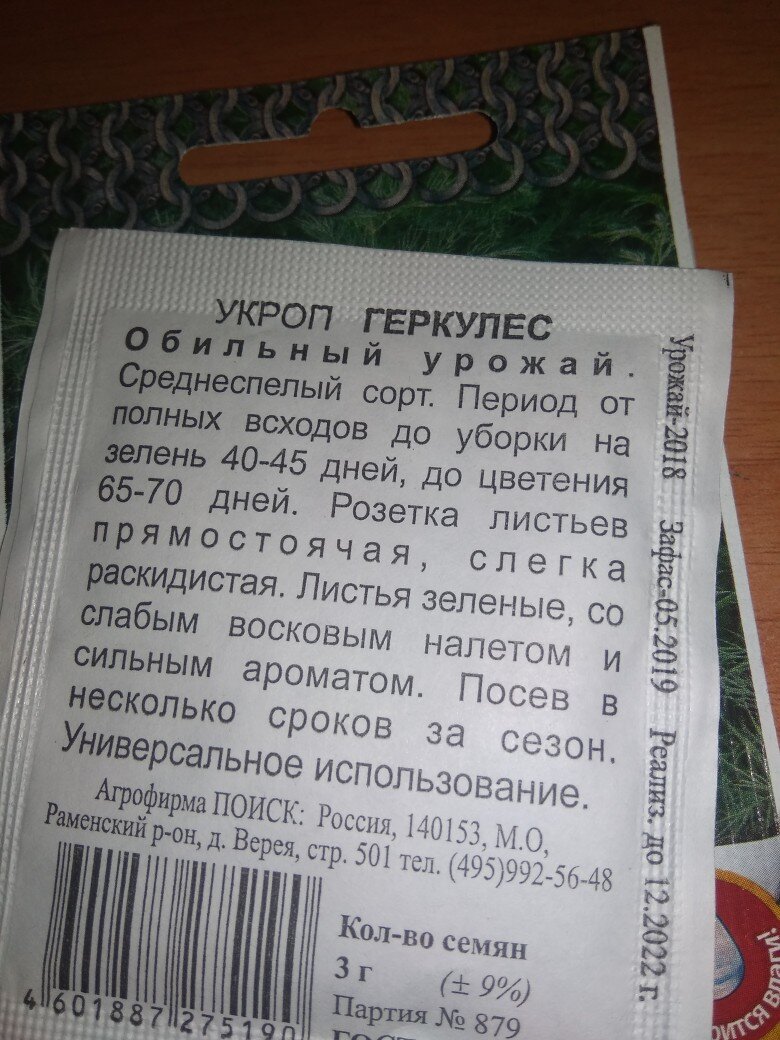 УКРОП ГЕРКУЛЕС
Обильный урожай.
Среднеспелый сорт. Период от
полных всходов до уборки на
зелень 40-45 дней, до цветения
65-70 дней. Розетка листьев
прямостоячая, слегка
раскидистая. Листья зеленые, со
слабым восковым налетом и
сильным ароматом. Посев в
несколько сроков за сезон.
Универсальное использование.
Агрофирма ПОИСК: Россия, 140153, М.О,
Раменский р-он, д. Верея, стр. 501 тел. (495)992-56-48
Кол-во семян
3 г (± 9%)
Партия № 879
ГОСТ
4 601887 275190
Урожай-2018 Зафас-05.2019 Реализ. до 12.2022 г.